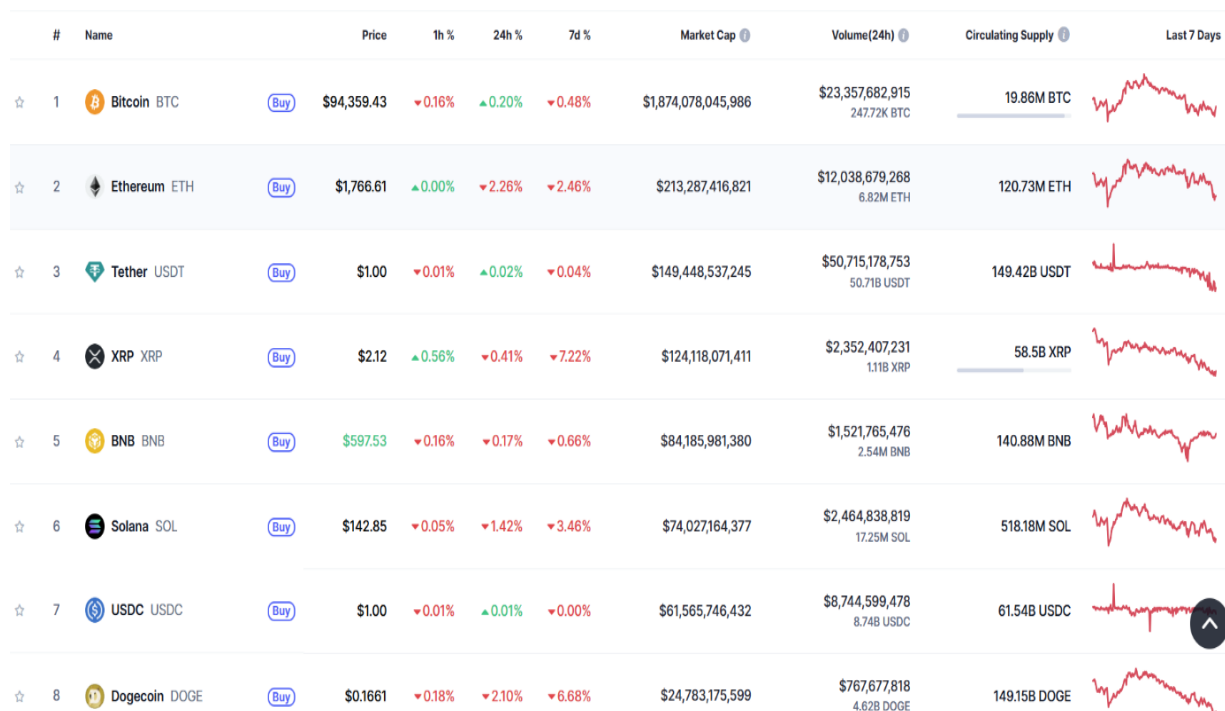 # Name Price 1h % 24h % 7d % Market Cap Volume(24h) Circulating Supply Last 7 Days
1 Bitcoin BTC Buy $94,359.43 0.16% 0.20% 0.48% $1,874,078,045,986 $23,357,682,915 19.86M BTC
247.72K BTC
2 Ethereum ETH Buy $1,766.61 0.00% 2.26% 2.46% $213,287,416,821 $12,038,679,268 120.73M ETH
6.82M ETH
3 Tether USDT Buy $1.00 0.01% 0.02% 0.04% $149,448,537,245 $50,715,178,753 149.42B USDT
50.71B USDT
4 XRP XRP Buy $2.12 0.56% 0.41% 7.22% $124,118,071,411 $2,352,407,231 58.5B XRP
1.11B XRP
5 BNB BNB Buy $597.53 0.16% 0.17% 0.66% $84,185,981,380 $1,521,765,476 140.88M BNB
2.54M BNB
6 Solana SOL Buy $142.85 0.05% 1.42% 3.46% $74,027,164,377 $2,464,838,819 518.18M SOL
17.25M SOL
7 USDC USDC Buy $1.00 0.01% 0.01% 0.00% $61,565,746,432 $8,744,599,478 61.54B USDC
8.74B USDC
8 Dogecoin DOGE Buy $0.1661 0.18% 2.10% 6.68% $24,783,175,599 $767,677,818 149.15B DOGE
4.62B DOGE